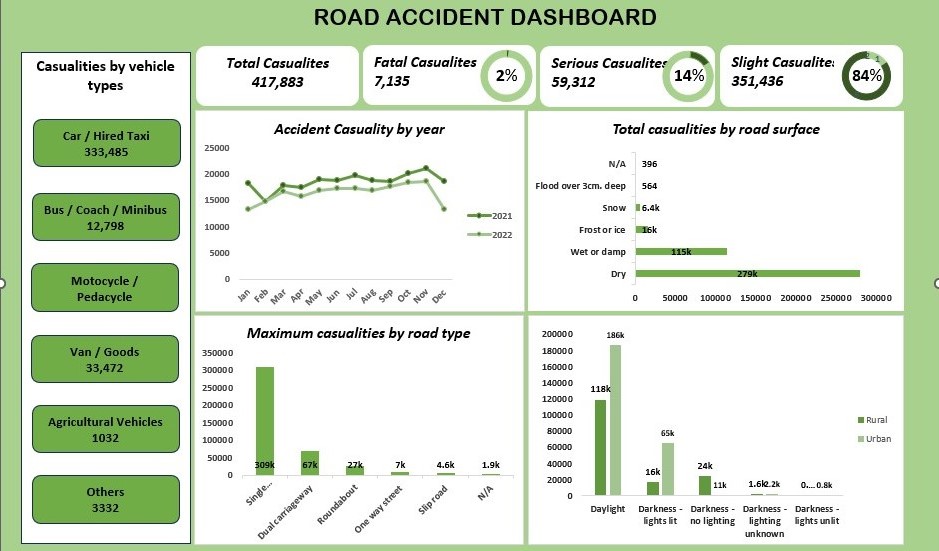 ROAD ACCIDENT DASHBOARD
Casualities by vehicle
types
Car / Hired Taxi
333,485
Bus / Coach / Minibus
12,798
Motocycle /
Pedacycle
Van / Goods
33,472
Agricultural Vehicles
1032
Others
3332
Total Casualites
417,883
Fatal Casualites
7,135
2%
Serious Casualites
59,312
14%
Slight Casualites
351,436
84%
Accident Casuality by year
25000
20000
15000
10000
5000
0
Jan Feb Mar Apr May Jun Jul Aug Sep Oct Nov Dec
2021
2022
Total casualities by road surface
N/A 396
Flood over 3cm. deep 564
Snow 6.4k
Frost or ice 16k
Wet or damp 115k
Dry 279k
0 50000 100000 150000 200000 250000 300000
Maximum casualities by road type
350000
300000
250000
200000
150000
100000
50000
0
309k 67k 27k 7k 4.6k 1.9k
Single... Dual carriageway Roundabout One way street Slip road N/A
200000
180000
160000
140000
120000
100000
80000
60000
40000
20000
0
118k 186k 16k 65k 24k 11k 1.6k 2.2k 0.... 0.8k
Daylight
Darkness -
lights lit
Darkness -
no lighting
Darkness -
lighting
unknown
Darkness -
lights unlit
Rural
Urban